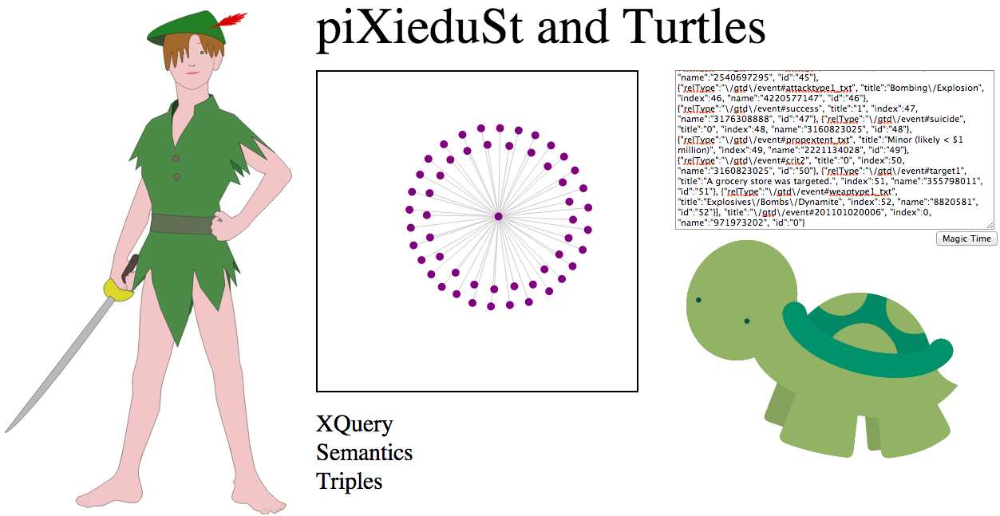 piXieduSt and Turtles
"name":"2540697295", "id":"45"},
{"relType":"\/gtd\/event#attacktype1_txt", "title":"Bombing\/Explosion",
"index":46, "name":"4220577147", "id":"46"},
{"relType":"\/gtd\/event#success", "title":"1", "index":47,
"name":"3176308888", "id":"47"}, {"relType":"\/gtd\/event#suicide",
"title":"0", "index":48, "name":"3160823025", "id":"48"},
{"relType":"\/gtd\/event#propextent_txt", "title":"Minor (likely < $1
million)", "index":49, "name":"2221134028", "id":"49"},
{"relType":"\/gtd\/event#crit2", "title":"0", "index":50,
"name":"3160823025", "id":"50"}, {"relType":"\/gtd\/event#target1",
"title":"A grocery store was targeted.", "index":51, "name":"355798011",
"id":"51"}, {"relType":"\/gtd\/event#weaptype1_txt",
"title":"Explosives\/Bombs\/Dynamite", "index":52, "name":"8820581",
"id":"52"}], "title":"\/gtd\/event#201101020006", "index":0,
"name":"971973202", "id":"0"}
Magic Time
XQuery
Semantics
Triples